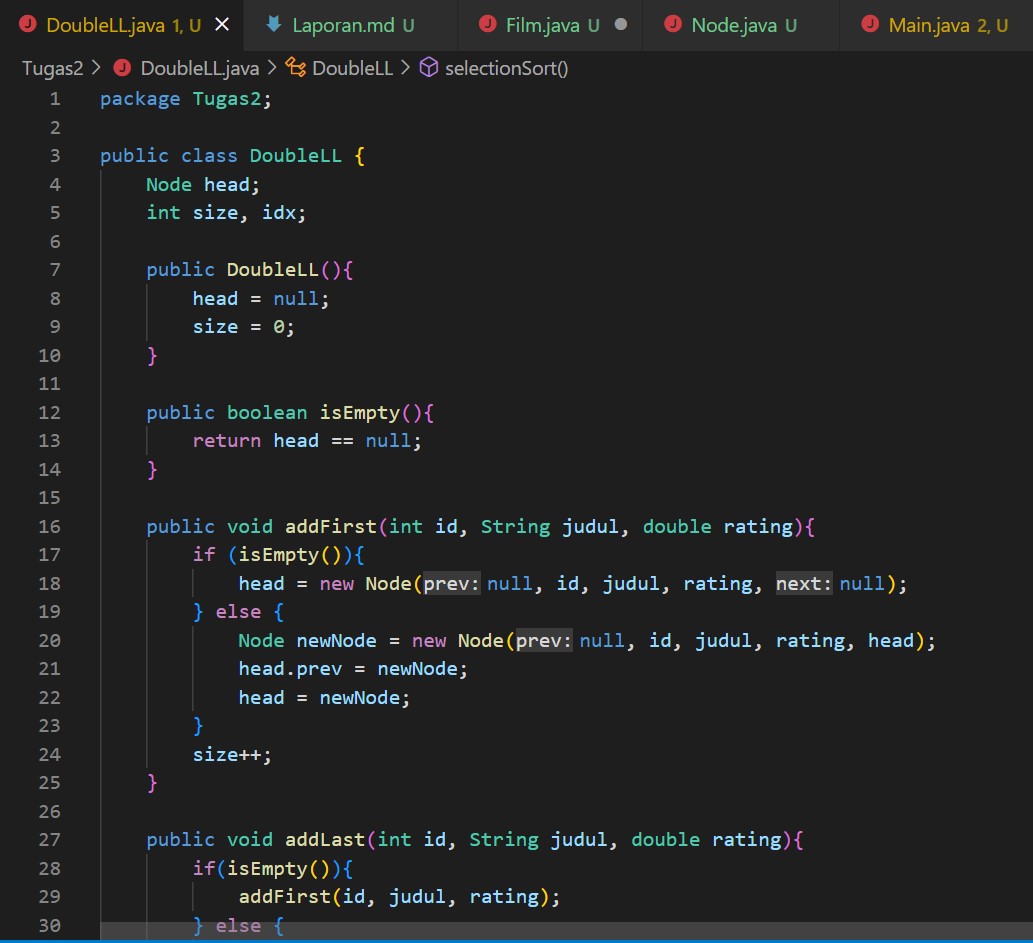 DoubleLL.java 1, U
Laporan.md U
Film.java U
Node.java U
Main.java 2, U
Tugas2 > DoubleLL.java > DoubleLL > selectionSort()
1 package Tugas2;
2
3 public class DoubleLL {
4 Node head;
5 int size, idx;
6
7 public DoubleLL(){
8 head = null;
9 size = 0;
10 }
11
12 public boolean isEmpty(){
13 return head == null;
14 }
15
16 public void addFirst(int id, String judul, double rating){
17 if (isEmpty()){
18 head = new Node(prev:null, id, judul, rating, next:null);
19 } else {
20 Node newNode = new Node(prev:null, id, judul, rating, head);
21 head.prev = newNode;
22 head = newNode;
23 }
24 size++;
25 }
26
27 public void addLast(int id, String judul, double rating){
28 if(isEmpty()){
29 addFirst(id, judul, rating);
30 } else {